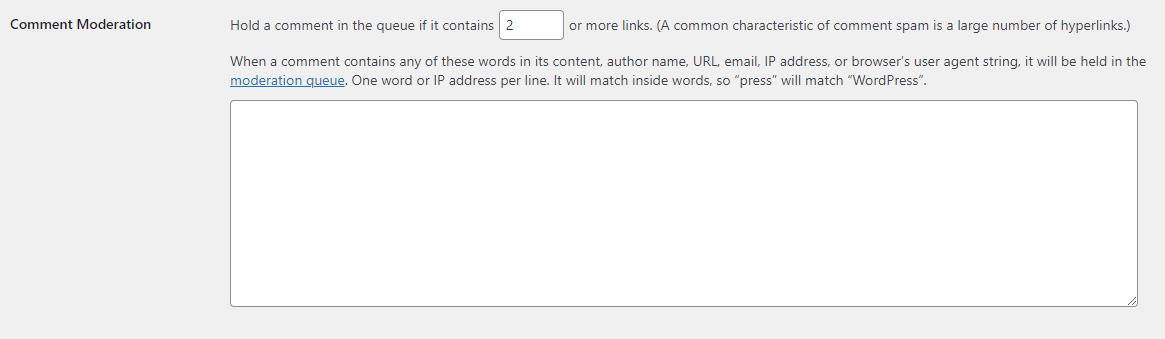 Comment Moderation
Hold a comment in the queue if it contains 2 or more links. (A common characteristic of comment spam is a large number of hyperlinks.)
When a comment contains any of these words in its content, author name, URL, email, IP address, or browser’s user agent string, it will be held in the
moderation queue. One word or IP address per line. It will match inside words, so “press” will match “WordPress”.